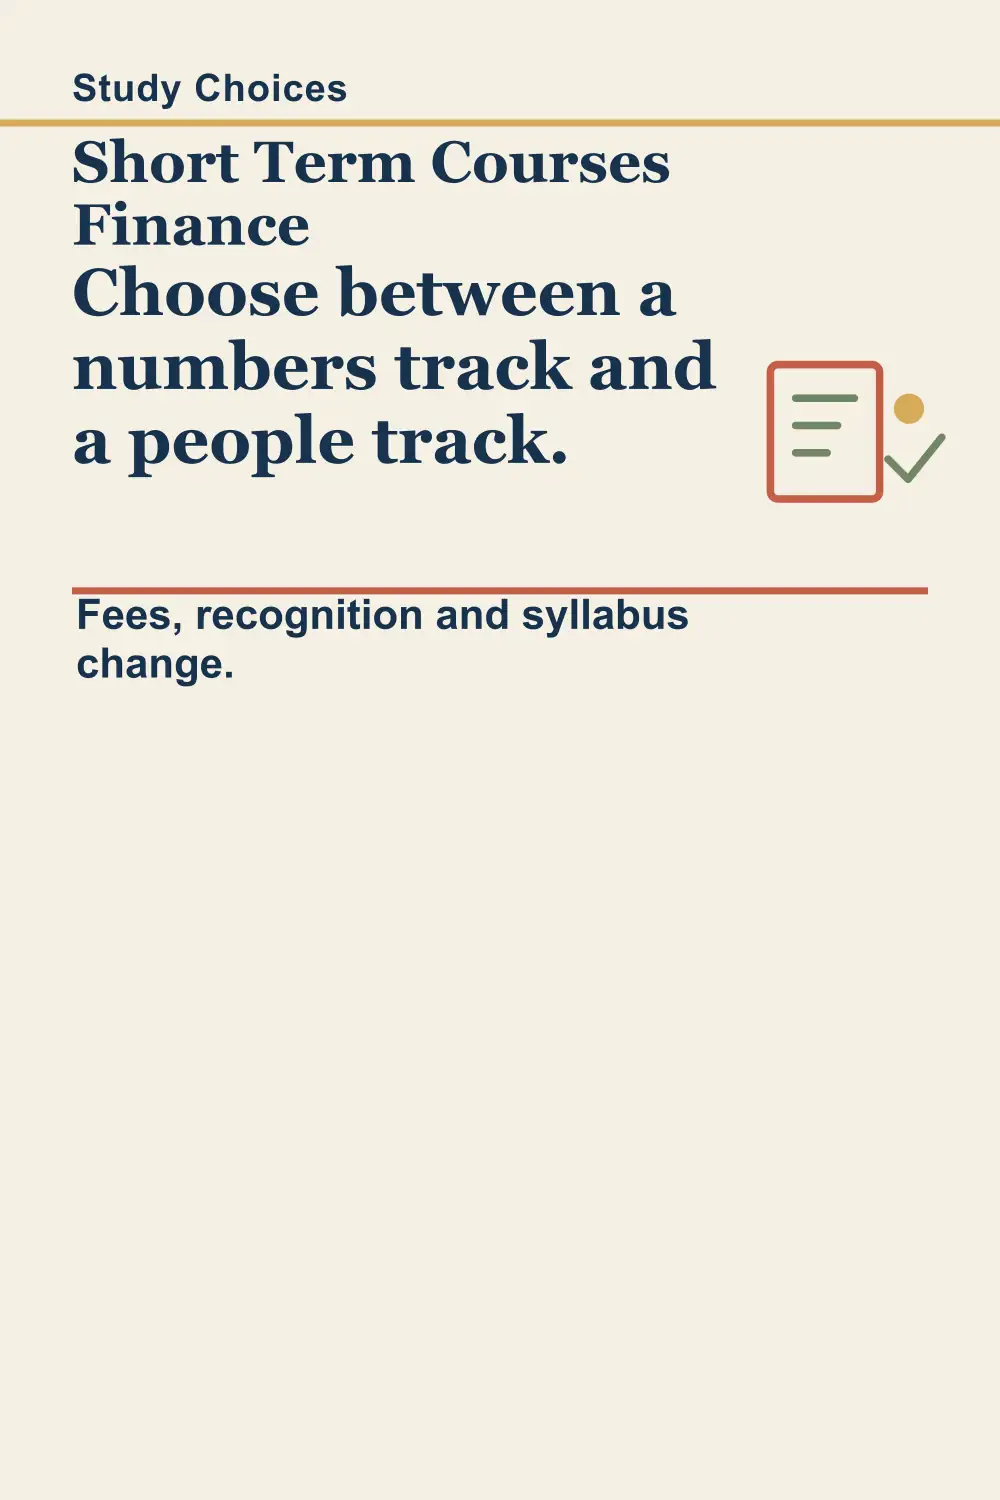 Study Choices
Short Term Courses
Finance
Choose between a
numbers track and
a people track.
Fees, recognition and syllabus
change.